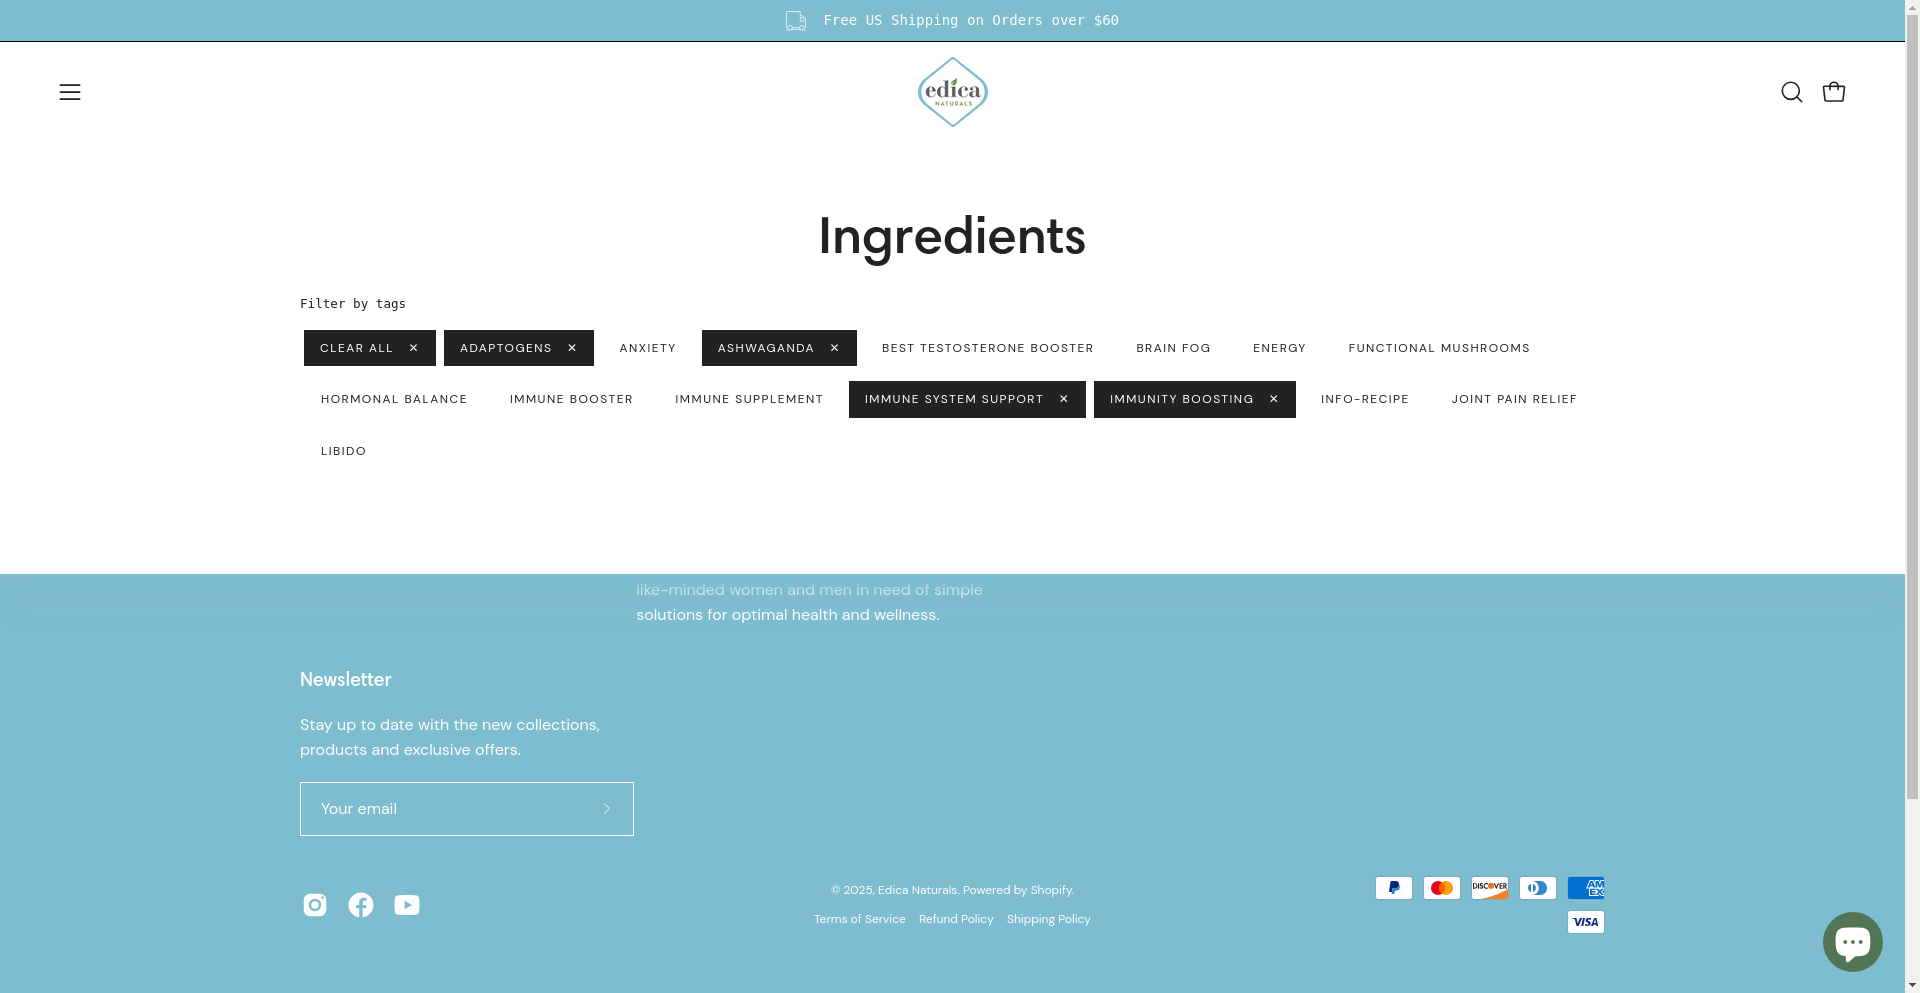 Free US Shipping on Orders over $60
edica
NATURALS
Ingredients
Filter by tags
CLEAR ALL ✕ ADAPTOGENS ✕ ANXIETY ASHWAGANDA ✕ BEST TESTOSTERONE BOOSTER BRAIN FOG ENERGY FUNCTIONAL MUSHROOMS
HORMONAL BALANCE IMMUNE BOOSTER IMMUNE SUPPLEMENT IMMUNE SYSTEM SUPPORT ✕ IMMUNITY BOOSTING ✕ INFO-RECIPE JOINT PAIN RELIEF
LIBIDO
like-minded women and men in need of simple
solutions for optimal health and wellness.
Newsletter
Stay up to date with the new collections,
products and exclusive offers.
Your email
© 2025, Edica Naturals. Powered by Shopify.
Terms of Service Refund Policy Shipping Policy
DISCOVER
AM
EX
VISA